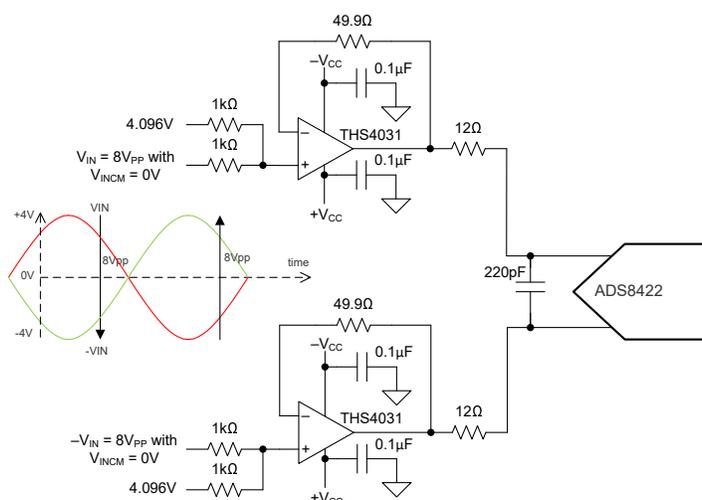 49.9Ω
–VCC
0.1µF
1kΩ
4.096V
THS4031
1kΩ
12Ω
VIN = 8VPP with
VINCM = 0V
0.1µF
+VCC
+4V
VIN
8Vpp
8Vpp
time
0V
-4V
-VIN
220pF
ADS8422
49.9Ω
–VCC
0.1µF
THS4031
12Ω
–VIN = 8VPP with
VINCM = 0V
1kΩ
0.1µF
1kΩ
4.096V
+VCC